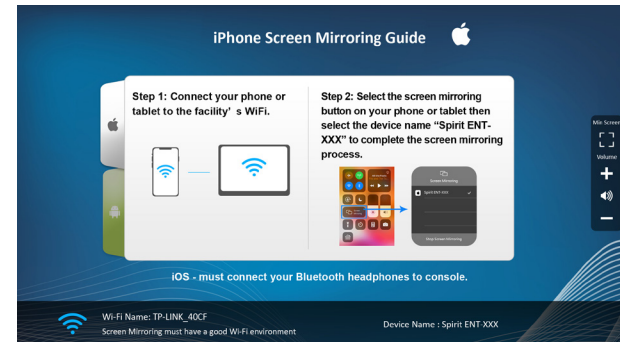 iPhone Screen Mirroring Guide
Step 1: Connect your phone or
tablet to the facility’s WiFi.
Step 2: Select the screen mirroring
button on your phone or tablet then
select the device name “Spirit ENT-
XXX” to complete the screen mirroring
process.
Screen Mirroring
Spirit ENT-XXX
Stop Screen Mirroring
Min Screen
Volume
iOS - must connect your Bluetooth headphones to console.
Wi-Fi Name: TP-LINK_40CF
Screen Mirroring must have a good Wi-Fi environment
Device Name : Spirit ENT-XXX